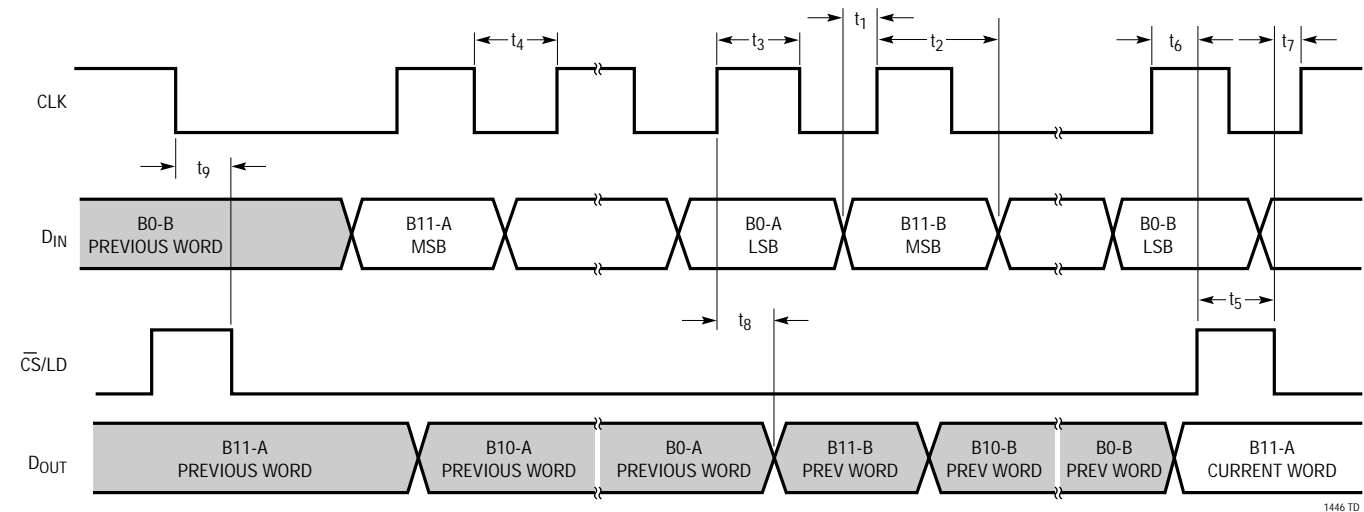 t1
t4
t3
t2
t6
t7
CLK
t9
DIN
B0-B
PREVIOUS WORD
B11-A
MSB
B0-A
LSB
B11-B
MSB
B0-B
LSB
t8
t5
CS/LD
DOUT
B11-A
PREVIOUS WORD
B10-A
PREVIOUS WORD
B0-A
PREVIOUS WORD
B11-B
PREV WORD
B10-B
PREV WORD
B0-B
PREV WORD
B11-A
CURRENT WORD
1446 TD